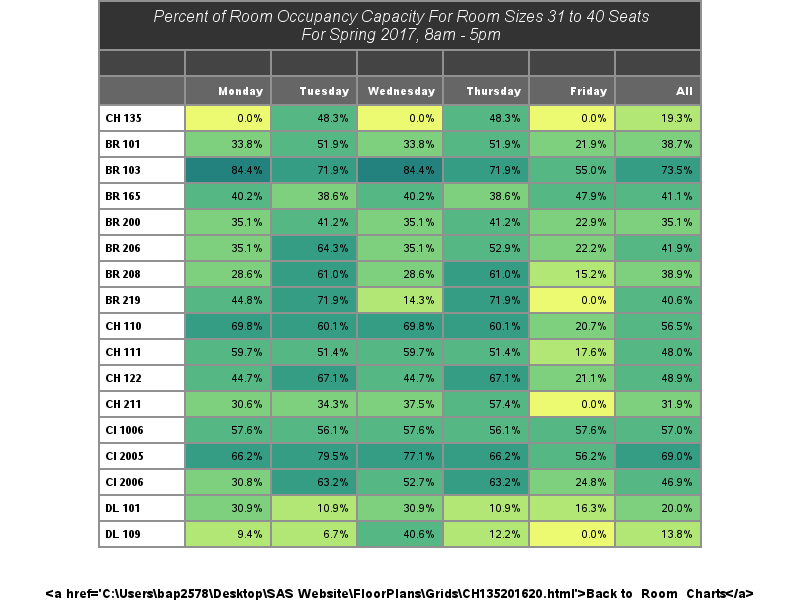 Percent of Room Occupancy Capacity For Room Sizes 31 to 40 Seats
For Spring 2017, 8am - 5pm
Monday Tuesday Wednesday Thursday Friday All
CH 135 0.0% 48.3% 0.0% 48.3% 0.0% 19.3%
BR 101 33.8% 51.9% 33.8% 51.9% 21.9% 38.7%
BR 103 84.4% 71.9% 84.4% 71.9% 55.0% 73.5%
BR 165 40.2% 38.6% 40.2% 38.6% 47.9% 41.1%
BR 200 35.1% 41.2% 35.1% 41.2% 22.9% 35.1%
BR 206 35.1% 64.3% 35.1% 52.9% 22.2% 41.9%
BR 208 28.6% 61.0% 28.6% 61.0% 15.2% 38.9%
BR 219 44.8% 71.9% 14.3% 71.9% 0.0% 40.6%
CH 110 69.8% 60.1% 69.8% 60.1% 20.7% 56.5%
CH 111 59.7% 51.4% 59.7% 51.4% 17.6% 48.0%
CH 122 44.7% 67.1% 44.7% 67.1% 21.1% 48.9%
CH 211 30.6% 34.3% 37.5% 57.4% 0.0% 31.9%
CI 1006 57.6% 56.1% 57.6% 56.1% 57.6% 57.0%
CI 2005 66.2% 79.5% 77.1% 66.2% 56.2% 69.0%
CI 2006 30.8% 63.2% 52.7% 63.2% 24.8% 46.9%
DL 101 30.9% 10.9% 30.9% 10.9% 16.3% 20.0%
DL 109 9.4% 6.7% 40.6% 12.2% 0.0% 13.8%
<a href='C:\Users\bap2578\Desktop\SAS Website\FloorPlans\Grids\CH135201620.html'>Back to Room Charts</a>